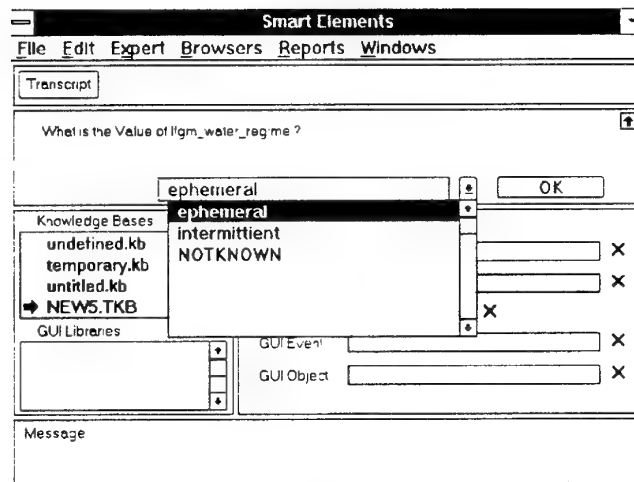 Smart Elements
File Edit Expert Browsers Reports Windows
Transcript
What is the Value of lfgm_water_regime ?
ephemeral
OK
ephemeral
intermittient
NOTKNOWN
Knowledge Bases
undefined.kb
temporary.kb
untitled.kb
NEW5.TKB
GUI Libraries
GUI Event
GUI Object
Message